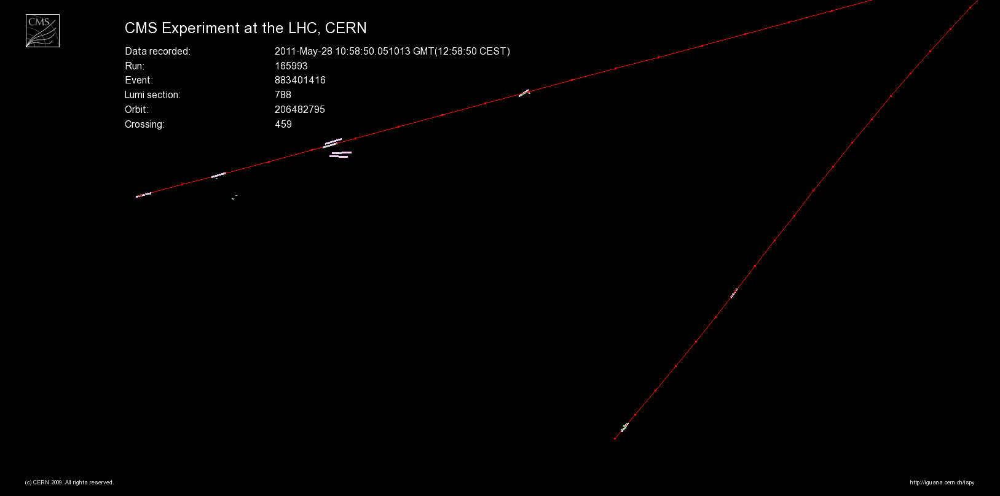 CMS
CMS Experiment at the LHC, CERN
Data recorded: 2011-May-28 10:58:50.051013 GMT(12:58:50 CEST)
Run: 165993
Event: 883401416
Lumi section: 788
Orbit: 206482795
Crossing: 459
(c) CERN 2009. All rights reserved. http://iguana.cern.ch/ispy